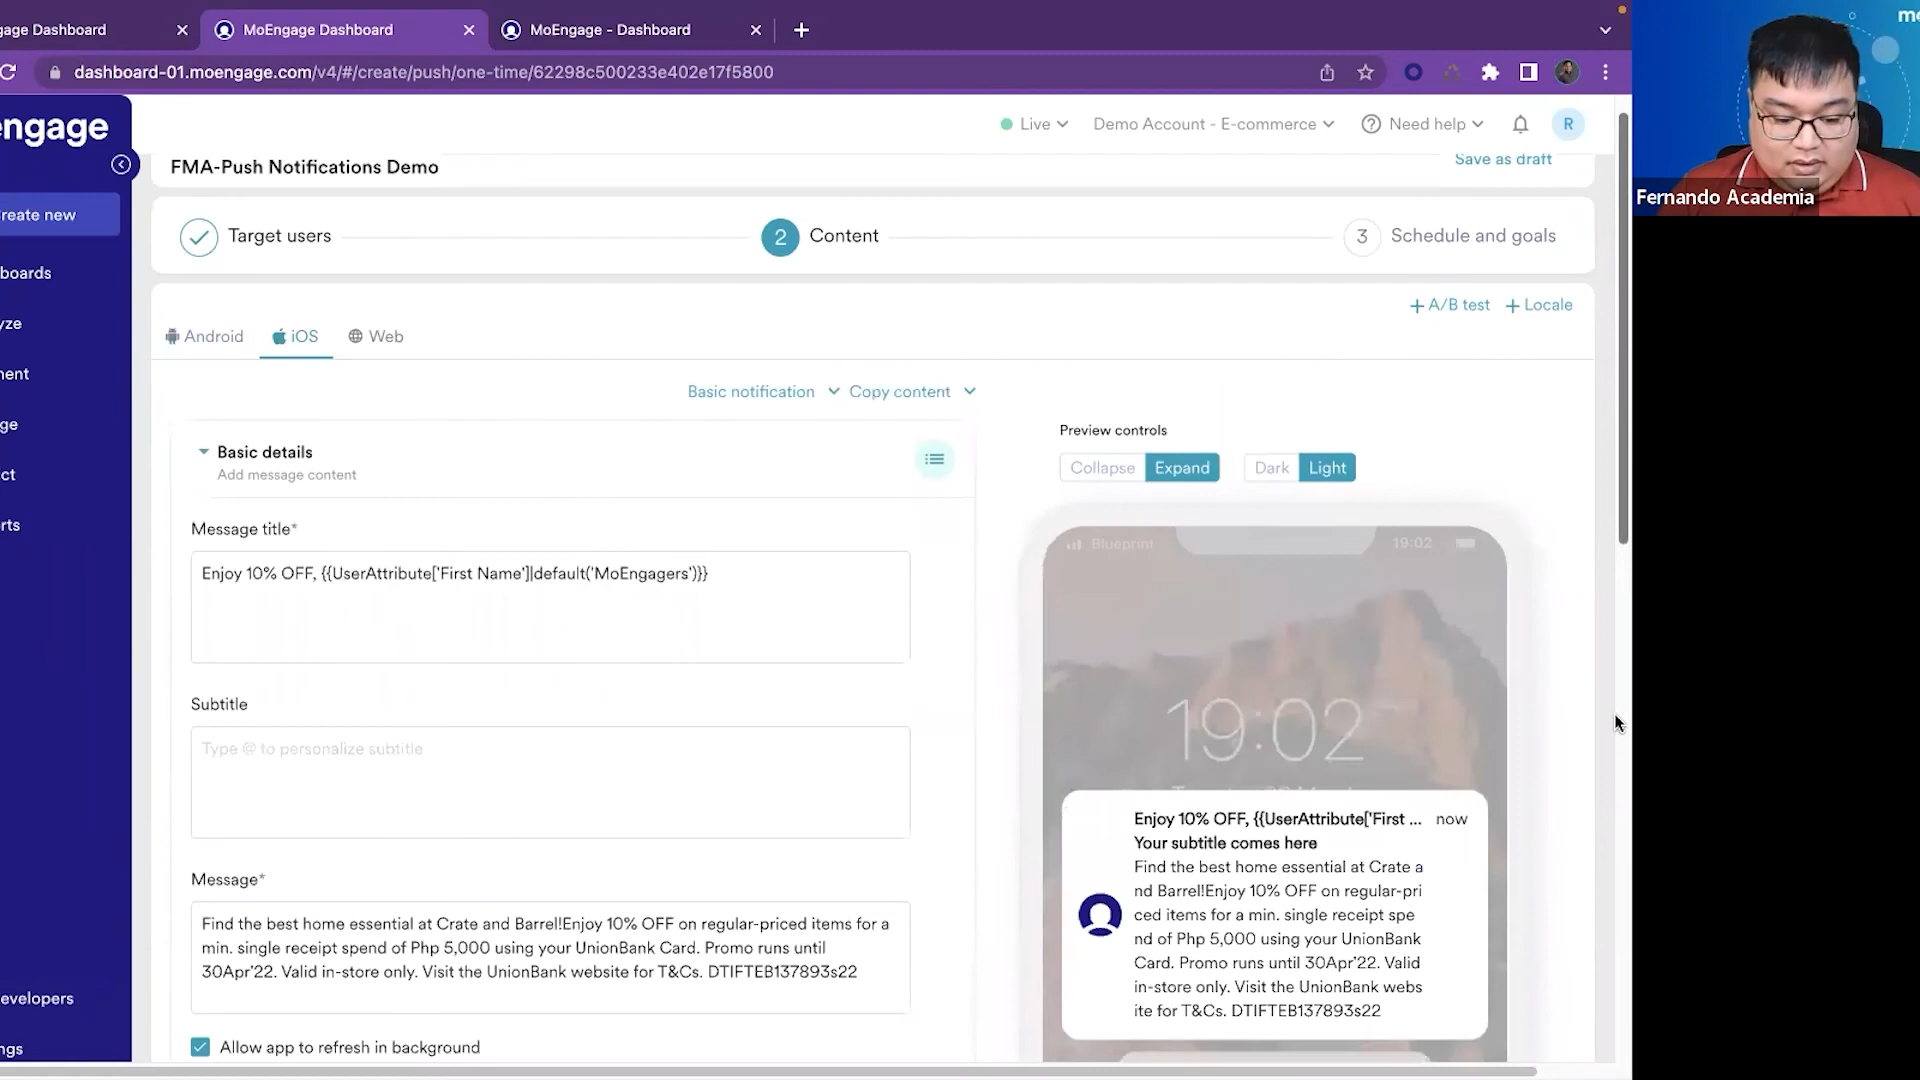 gage Dashboard
MoEngage Dashboard
MoEngage - Dashboard
dashboard-01.moengage.com/v4/#/create/push/one-time/62298c500233e402e17f5800
mo
Fernando Academia
engage
Live
Demo Account - E-commerce
Need help
R
FMA-Push Notifications Demo
Save as draft
reate new
boards
yze
nent
ge
ct
rts
evelopers
ngs
Target users
2
Content
3
Schedule and goals
+ A/B test
+ Locale
Android
iOS
Web
Basic notification
Copy content
Basic details
Add message content
Message title*
Enjoy 10% OFF, {{UserAttribute['First Name']|default('MoEngagers')}}
Subtitle
Type @ to personalize subtitle
Message*
Find the best home essential at Crate and Barrel!Enjoy 10% OFF on regular-priced items for a
min. single receipt spend of Php 5,000 using your UnionBank Card. Promo runs until
30Apr'22. Valid in-store only. Visit the UnionBank website for T&Cs. DTIFTEB137893s22
Allow app to refresh in background
Preview controls
Collapse
Expand
Dark
Light
Blueprint
19:02
19:02
Enjoy 10% OFF, {{UserAttribute['First ...
now
Your subtitle comes here
Find the best home essential at Crate a
nd Barrel!Enjoy 10% OFF on regular-pri
ced items for a min. single receipt spe
nd of Php 5,000 using your UnionBank
Card. Promo runs until 30Apr'22. Valid
in-store only. Visit the UnionBank webs
ite for T&Cs. DTIFTEB137893s22